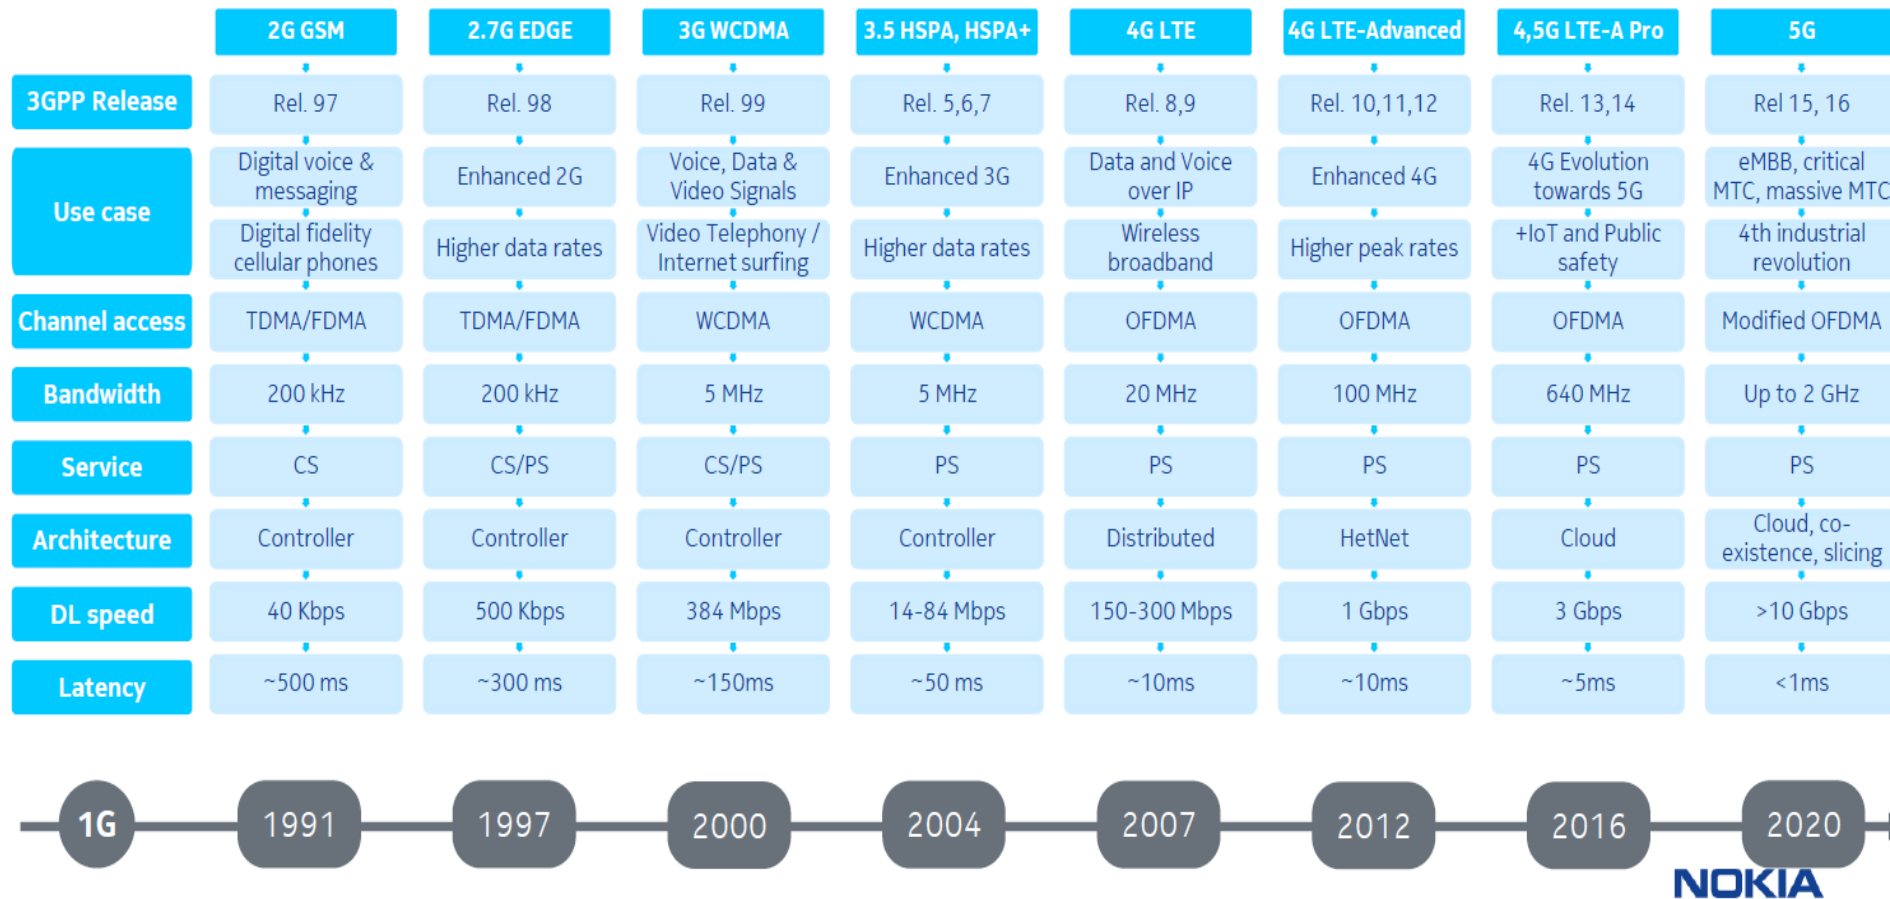 2G GSM
2.7G EDGE
3G WCDMA
3.5 HSPA, HSPA+
4G LTE
4G LTE-Advanced
4,5G LTE-A Pro
5G
3GPP Release
Rel. 97
Rel. 98
Rel. 99
Rel. 5,6,7
Rel. 8,9
Rel. 10,11,12
Rel. 13,14
Rel 15, 16
Use case
Digital voice &
messaging
Enhanced 2G
Voice, Data &
Video Signals
Enhanced 3G
Data and Voice
over IP
Enhanced 4G
4G Evolution
towards 5G
eMBB, critical
MTC, massive MTC
Digital fidelity
cellular phones
Higher data rates
Video Telephony /
Internet surfing
Higher data rates
Wireless
broadband
Higher peak rates
+IoT and Public
safety
4th industrial
revolution
Channel access
TDMA/FDMA
TDMA/FDMA
WCDMA
WCDMA
OFDMA
OFDMA
OFDMA
Modified OFDMA
Bandwidth
200 kHz
200 kHz
5 MHz
5 MHz
20 MHz
100 MHz
640 MHz
Up to 2 GHz
Service
CS
CS/PS
CS/PS
PS
PS
PS
PS
PS
Architecture
Controller
Controller
Controller
Controller
Distributed
HetNet
Cloud
Cloud, co-
existence, slicing
DL speed
40 Kbps
500 Kbps
384 Mbps
14-84 Mbps
150-300 Mbps
1 Gbps
3 Gbps
>10 Gbps
Latency
~500 ms
~300 ms
~150ms
~50 ms
~10ms
~10ms
~5ms
<1ms
1G
1991
1997
2000
2004
2007
2012
2016
2020
NOKIA